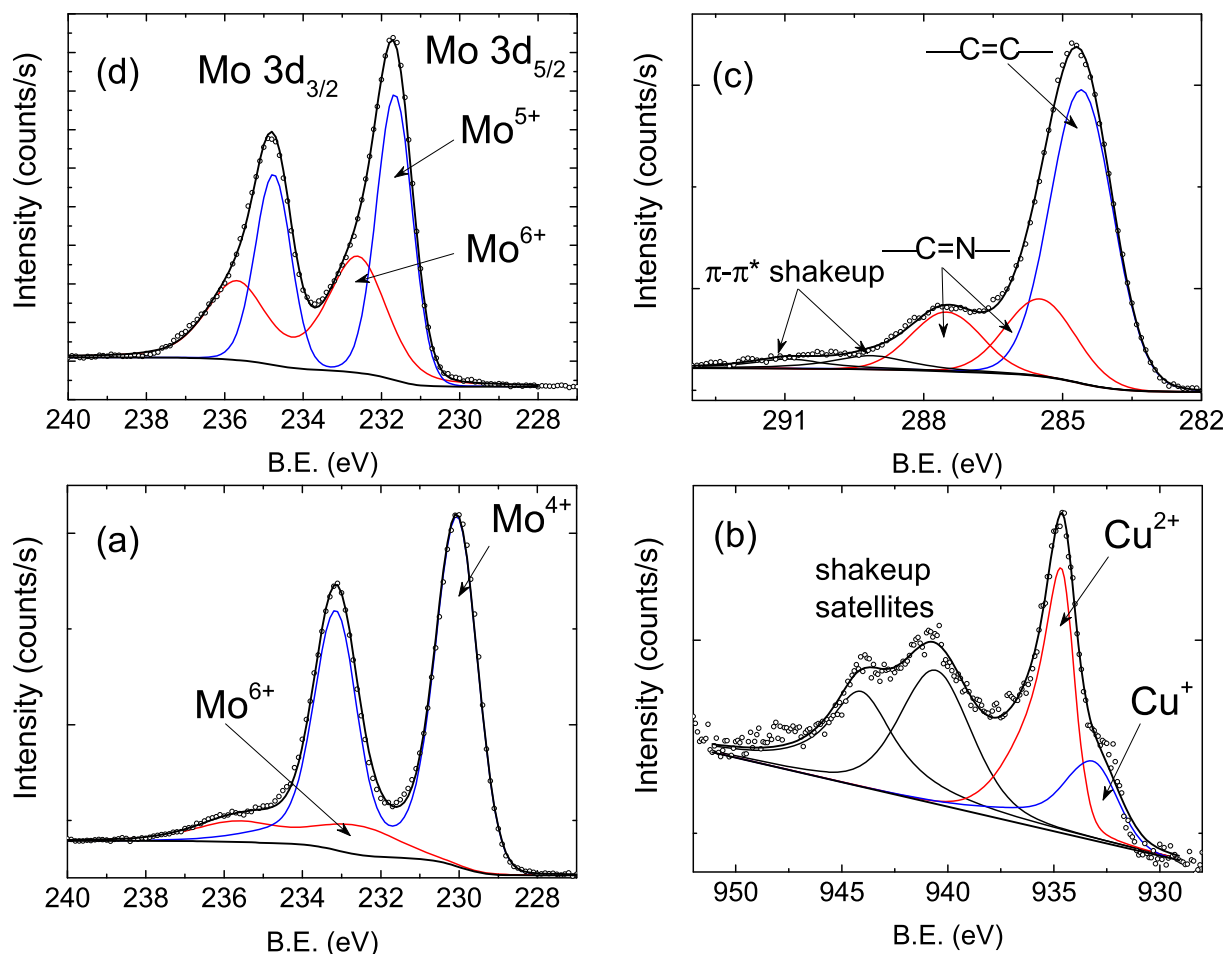 (d)
Mo 3d3/2
Mo 3d5/2
Mo5+
Mo6+
Intensity (counts/s)
240 238 236 234 232 230 228
B.E. (eV)
(c)
—C=C—
—C=N—
π-π* shakeup
Intensity (counts/s)
291 288 285 282
B.E. (eV)
(a)
Mo4+
Mo6+
Intensity (counts/s)
240 238 236 234 232 230 228
B.E. (eV)
(b)
Cu2+
shakeup
satellites
Cu+
Intensity (counts/s)
950 945 940 935 930
B.E. (eV)